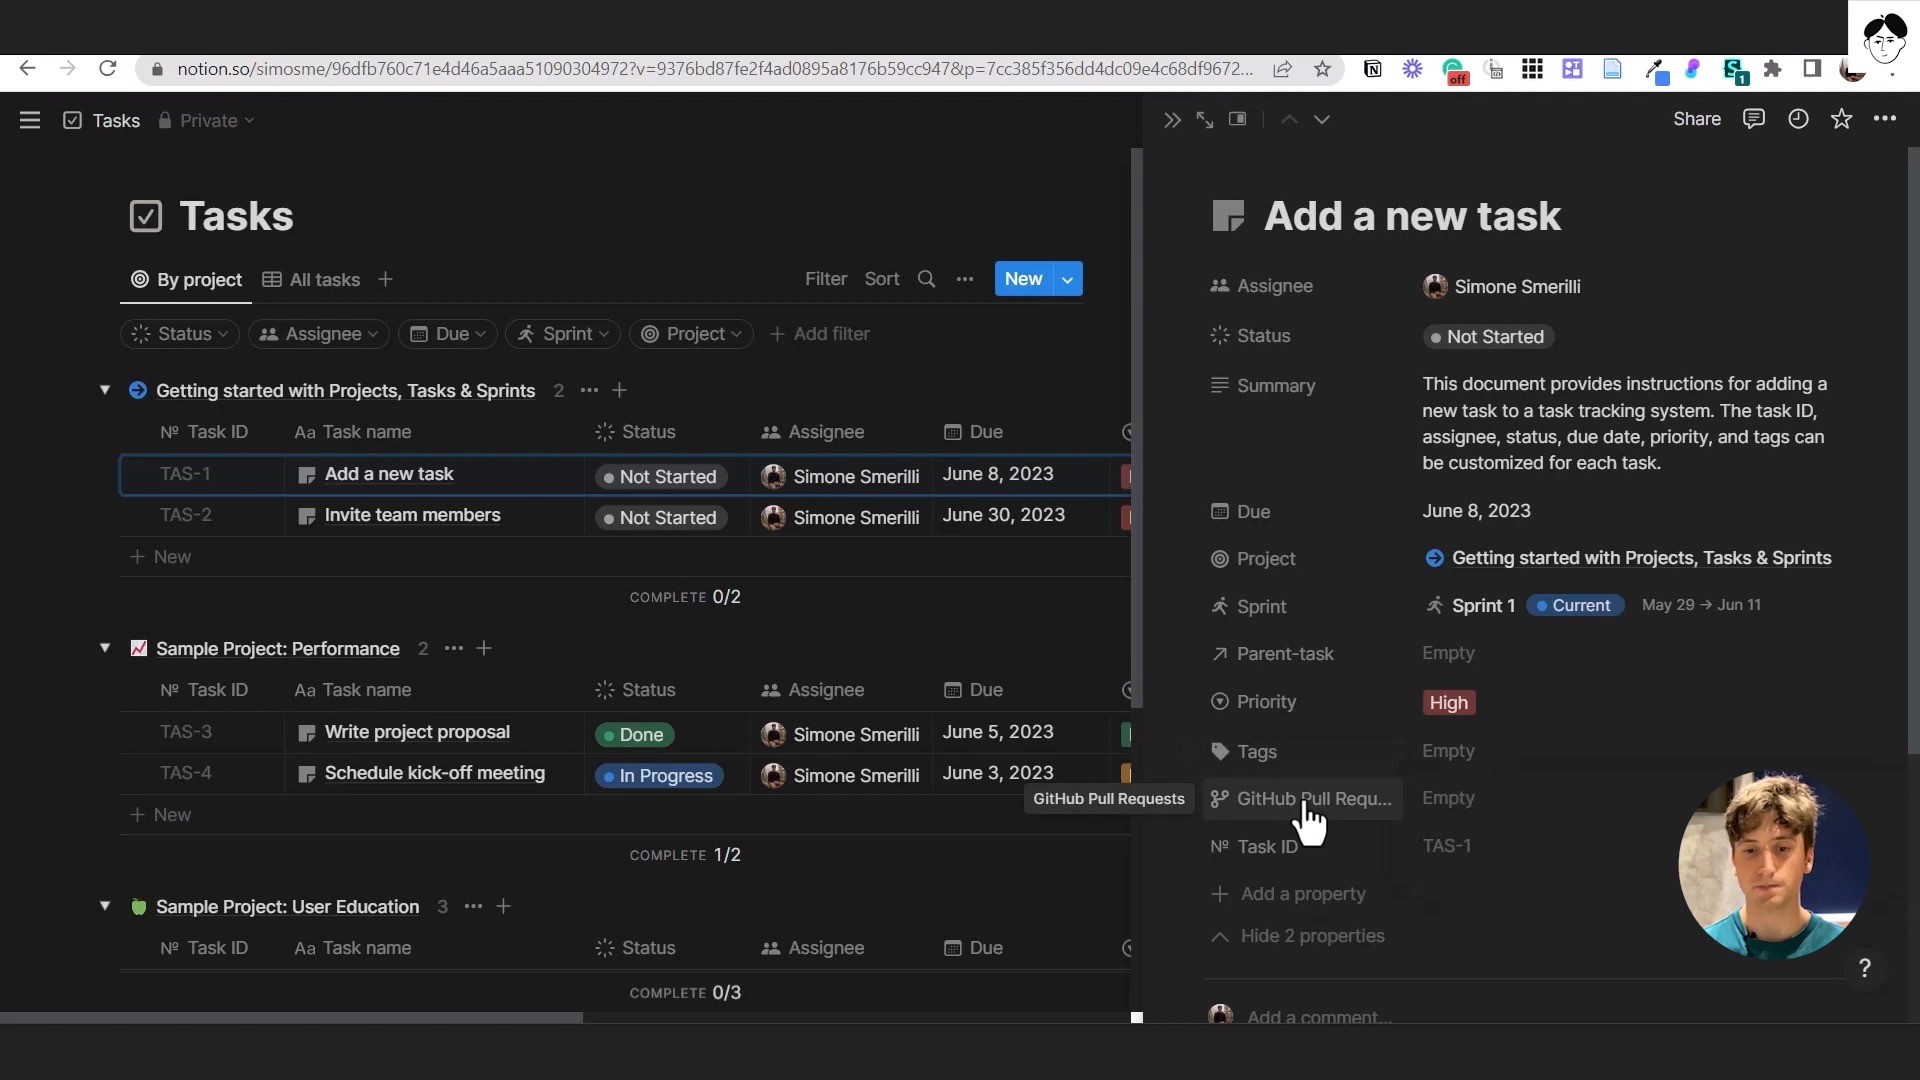 notion.so/simosme/96dfb760c71e4d46a5aaa51090304972?v=9376bd87fe2f4ad0895a8176b59cc947&p=7cc385f356dd4dc09e4c68df9672...
off
1
Tasks Private
Share
Tasks
By project All tasks
Filter Sort New
Status Assignee Due Sprint Project Add filter
Getting started with Projects, Tasks & Sprints 2
Nº Task ID Aa Task name Status Assignee Due
TAS-1 Add a new task Not Started Simone Smerilli June 8, 2023
TAS-2 Invite team members Not Started Simone Smerilli June 30, 2023
+ New
COMPLETE 0/2
Sample Project: Performance 2
Nº Task ID Aa Task name Status Assignee Due
TAS-3 Write project proposal Done Simone Smerilli June 5, 2023
TAS-4 Schedule kick-off meeting In Progress Simone Smerilli June 3, 2023
+ New
COMPLETE 1/2
Sample Project: User Education 3
Nº Task ID Aa Task name Status Assignee Due
COMPLETE 0/3
Add a new task
Assignee Simone Smerilli
Status Not Started
Summary This document provides instructions for adding a
new task to a task tracking system. The task ID,
assignee, status, due date, priority, and tags can
be customized for each task.
Due June 8, 2023
Project Getting started with Projects, Tasks & Sprints
Sprint Sprint 1 Current May 29 → Jun 11
Parent-task Empty
Priority High
Tags Empty
GitHub Pull Requests
GitHub Pull Requ... Empty
Nº Task ID TAS-1
+ Add a property
Hide 2 properties
Add a comment...
?